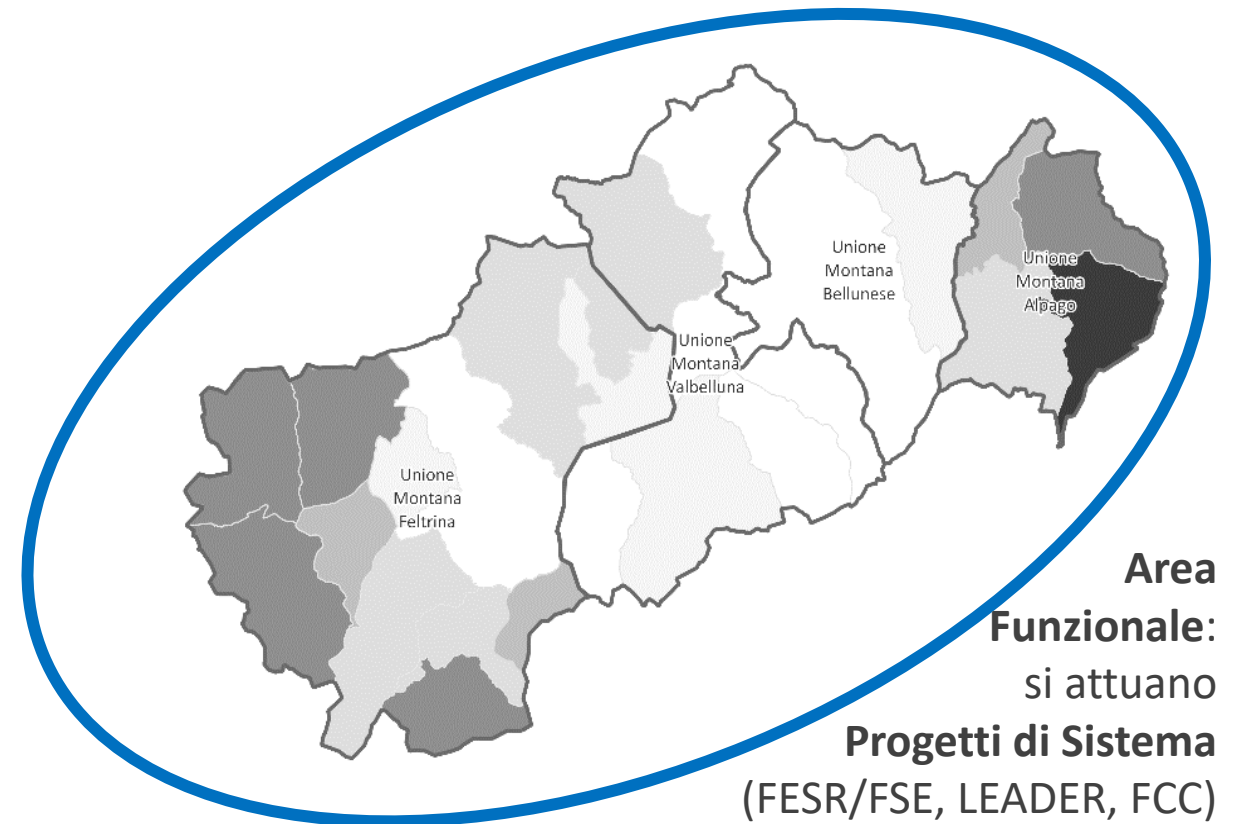 Unione
Montana
Bellunese
Unione
Montana
Alpago
Unione
Montana
Valbelluna
Unione
Montana
Feltrina
Area
Funzionale:
si attuano
Progetti di Sistema
(FESR/FSE, LEADER, FCC)